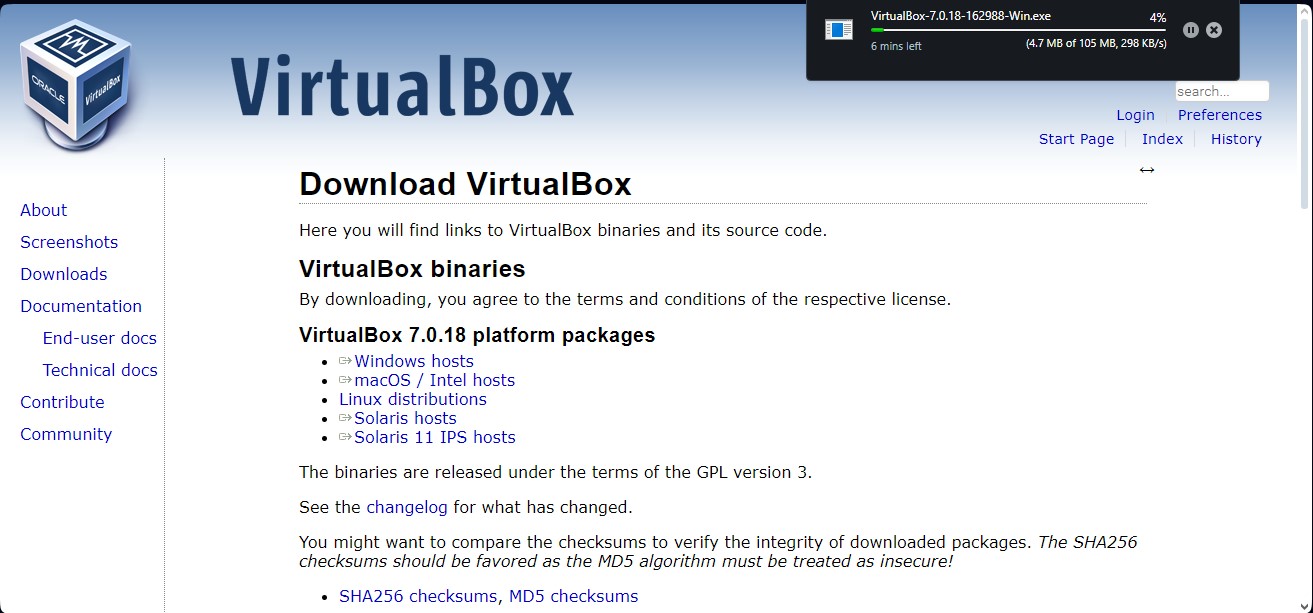 VirtualBox-7.0.18-162988-Win.exe 4%
6 mins left (4.7 MB of 105 MB, 298 KB/s)
ORACLE VirtualBox
VirtualBox
search...
Login Preferences
Start Page Index History
About
Screenshots
Downloads
Documentation
End-user docs
Technical docs
Contribute
Community
Download VirtualBox
Here you will find links to VirtualBox binaries and its source code.
VirtualBox binaries
By downloading, you agree to the terms and conditions of the respective license.
VirtualBox 7.0.18 platform packages
Windows hosts
macOS / Intel hosts
Linux distributions
Solaris hosts
Solaris 11 IPS hosts
The binaries are released under the terms of the GPL version 3.
See the changelog for what has changed.
You might want to compare the checksums to verify the integrity of downloaded packages. The SHA256
checksums should be favored as the MD5 algorithm must be treated as insecure!
SHA256 checksums, MD5 checksums